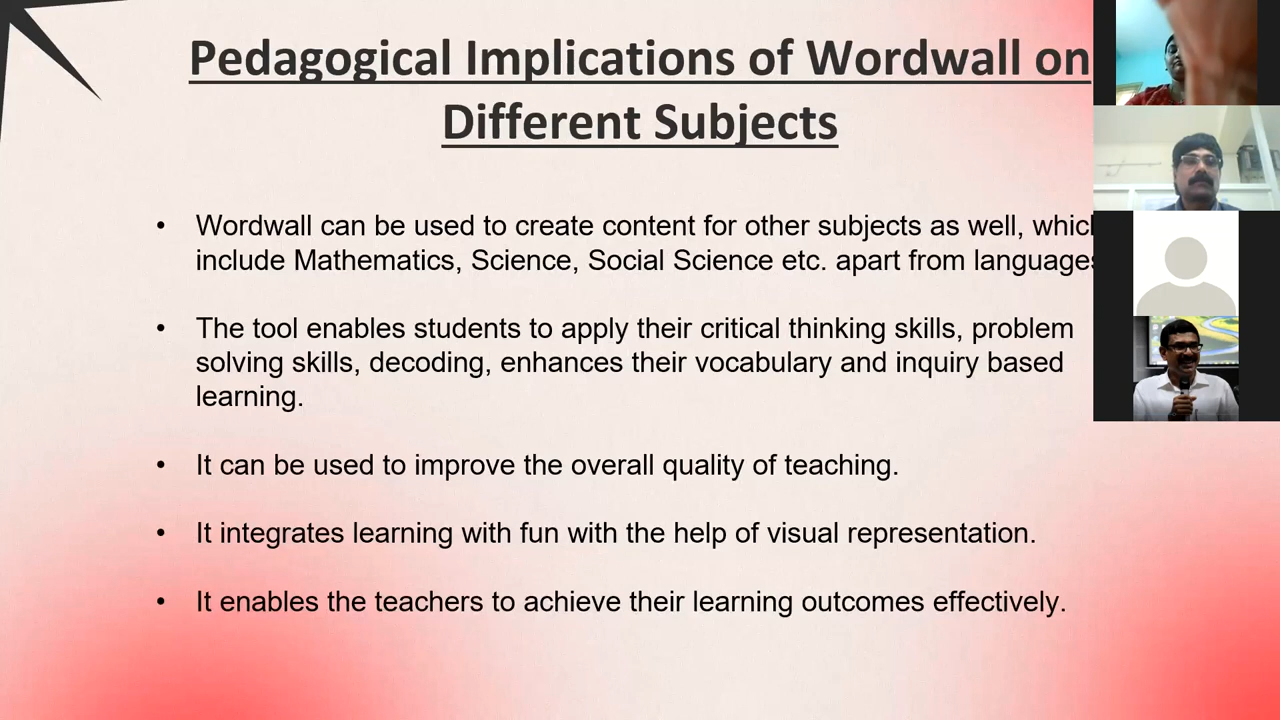 Pedagogical Implications of Wordwall on
Different Subjects
• Wordwall can be used to create content for other subjects as well, which
include Mathematics, Science, Social Science etc. apart from languages
• The tool enables students to apply their critical thinking skills, problem
solving skills, decoding, enhances their vocabulary and inquiry based
learning.
• It can be used to improve the overall quality of teaching.
• It integrates learning with fun with the help of visual representation.
• It enables the teachers to achieve their learning outcomes effectively.